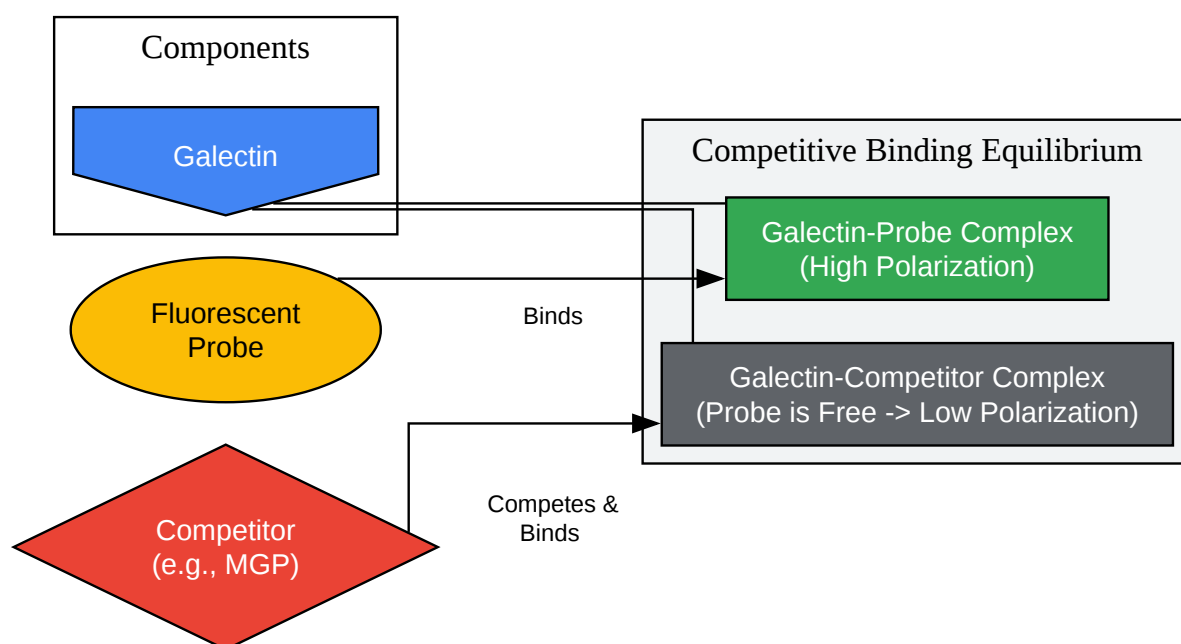 Components
Galectin
Competitive Binding Equilibrium
Galectin-Probe Complex
(High Polarization)
Fluorescent
Probe
Binds
Galectin-Competitor Complex
(Probe is Free -> Low Polarization)
Competes &
Binds
Competitor
(e.g., MGP)